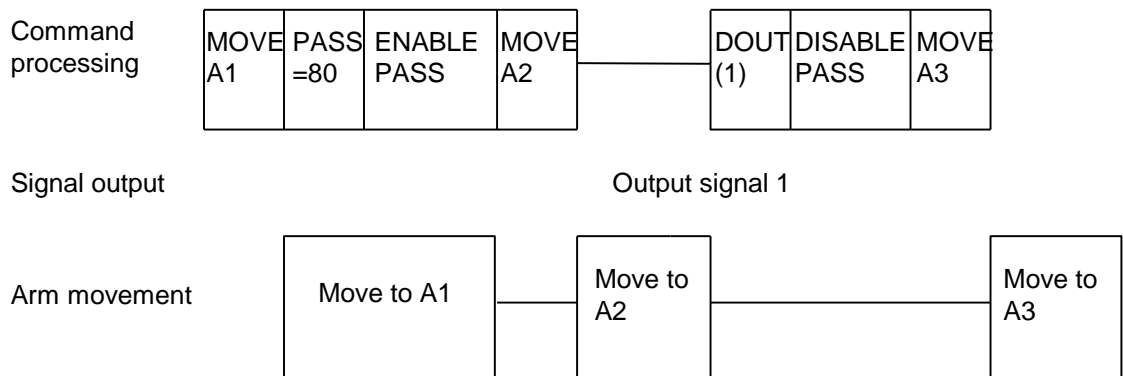 Command
processing
MOVE
A1
PASS
=80
ENABLE
PASS
MOVE
A2
DOUT
(1)
DISABLE
PASS
MOVE
A3
Signal output
Output signal 1
Arm movement
Move to A1
Move to
A2
Move to
A3